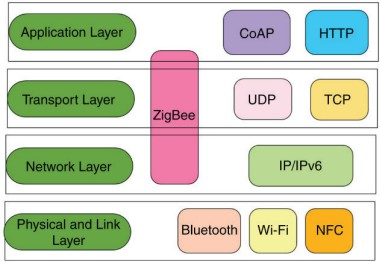 Application Layer
CoAP
HTTP
Transport Layer
ZigBee
UDP
TCP
Network Layer
IP/IPv6
Physical and Link
Layer
Bluetooth
Wi-Fi
NFC